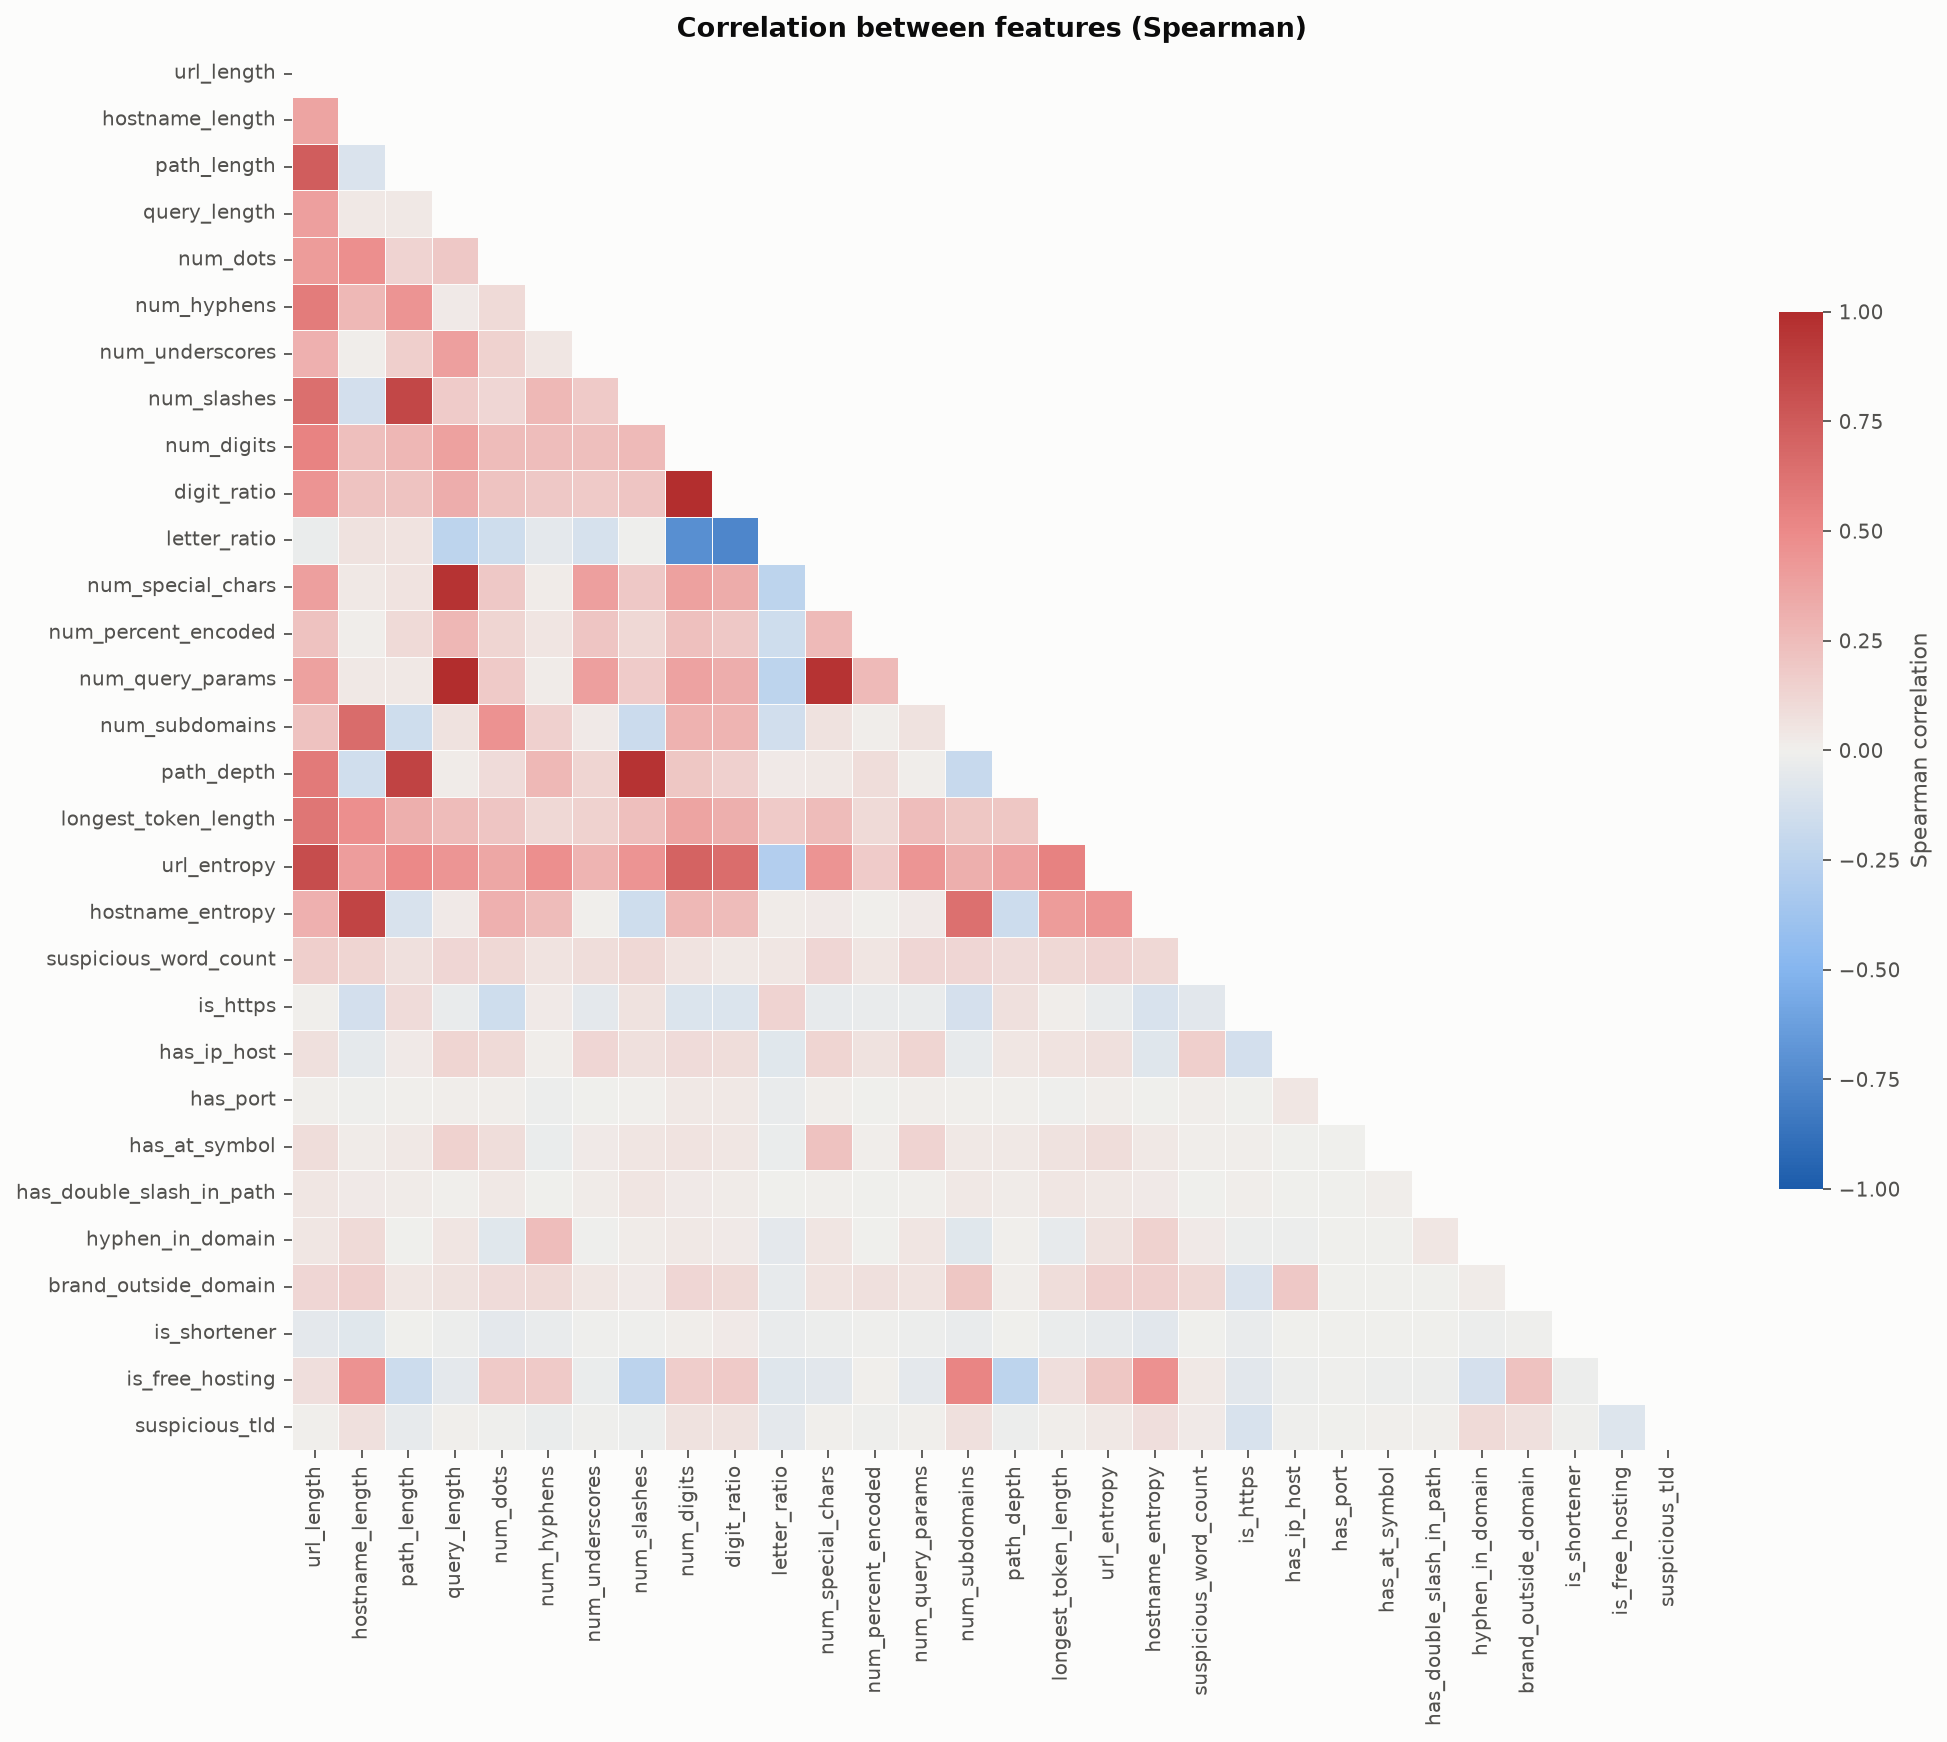 Correlation between features (Spearman)
url_length
hostname_length
path_length
query_length
num_dots
num_hyphens
num_underscores
num_slashes
num_digits
digit_ratio
letter_ratio
num_special_chars
num_percent_encoded
num_query_params
num_subdomains
path_depth
longest_token_length
url_entropy
hostname_entropy
suspicious_word_count
is_https
has_ip_host
has_port
has_at_symbol
has_double_slash_in_path
hyphen_in_domain
brand_outside_domain
is_shortener
is_free_hosting
suspicious_tld
url_length
hostname_length
path_length
query_length
num_dots
num_hyphens
num_underscores
num_slashes
num_digits
digit_ratio
letter_ratio
num_special_chars
num_percent_encoded
num_query_params
num_subdomains
path_depth
longest_token_length
url_entropy
hostname_entropy
suspicious_word_count
is_https
has_ip_host
has_port
has_at_symbol
has_double_slash_in_path
hyphen_in_domain
brand_outside_domain
is_shortener
is_free_hosting
suspicious_tld
1.00
0.75
0.50
0.25
0.00
−0.25
−0.50
−0.75
−1.00
Spearman correlation